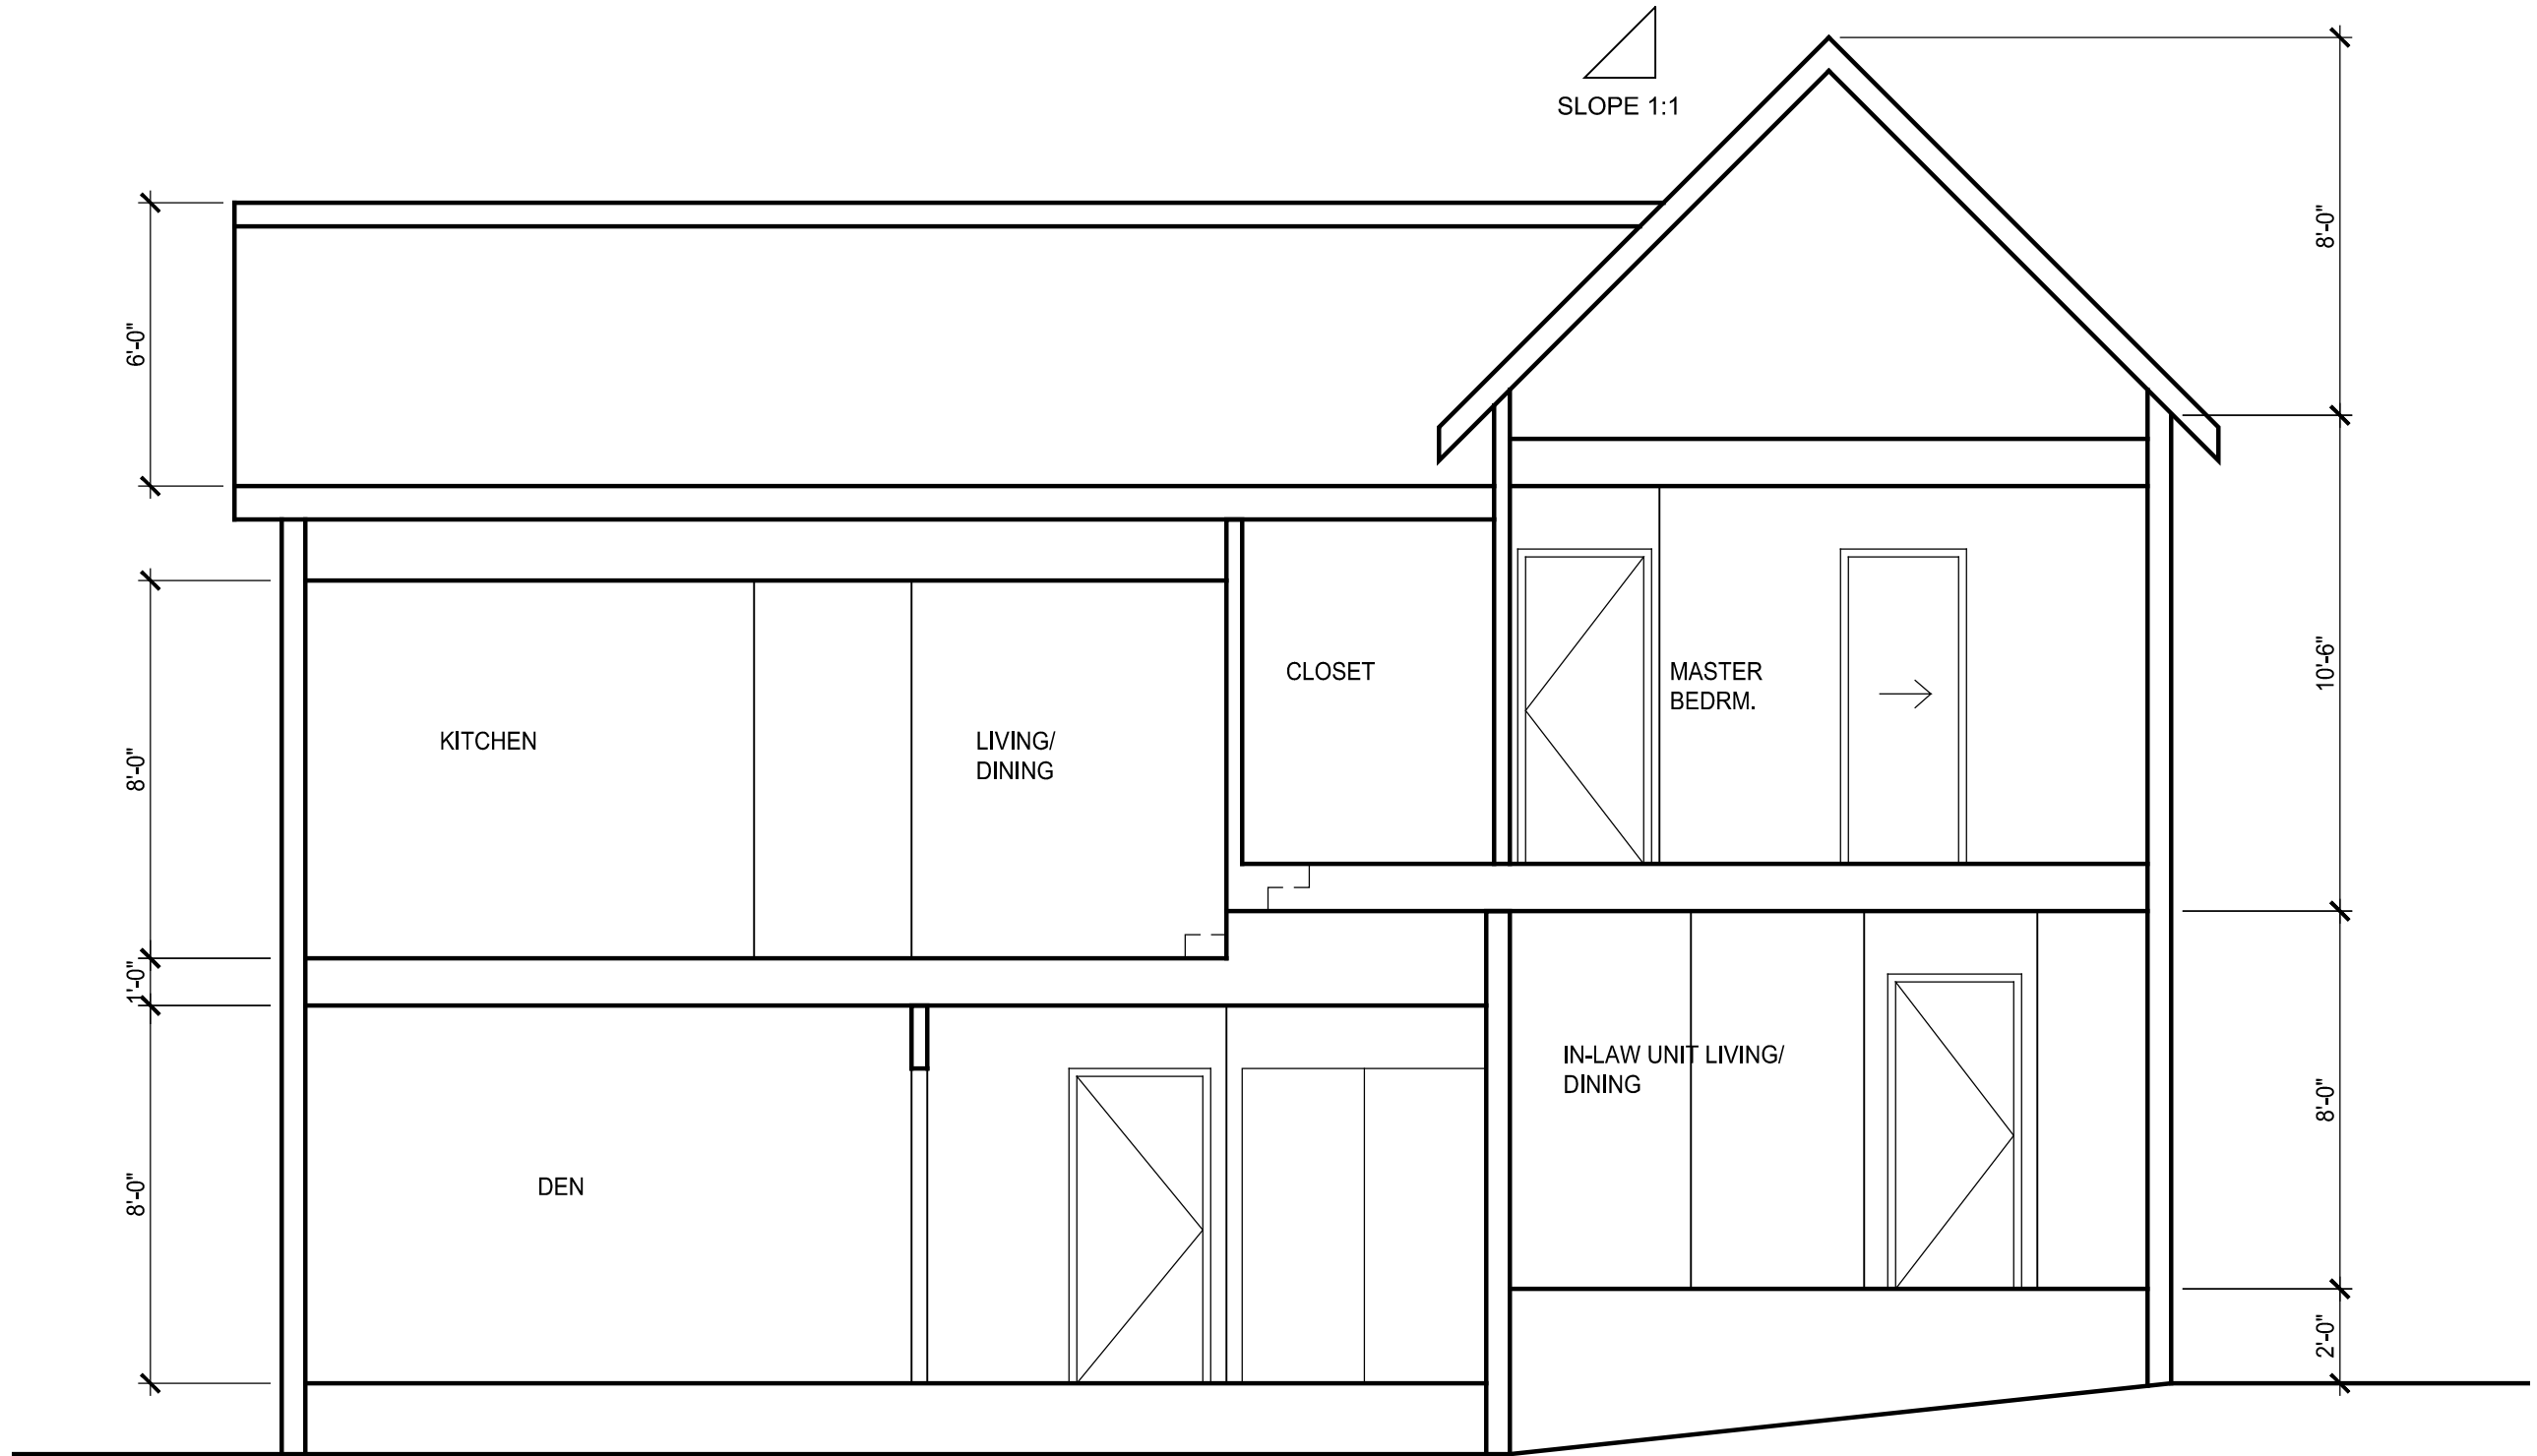 SLOPE 1:1
8'-0"
6'-0"
10'-6"
CLOSET
MASTER
BEDRM.
KITCHEN
LIVING/
DINING
8'-0"
1'-0"
IN-LAW UNIT LIVING/
DINING
8'-0"
DEN
8'-0"
2'-0"